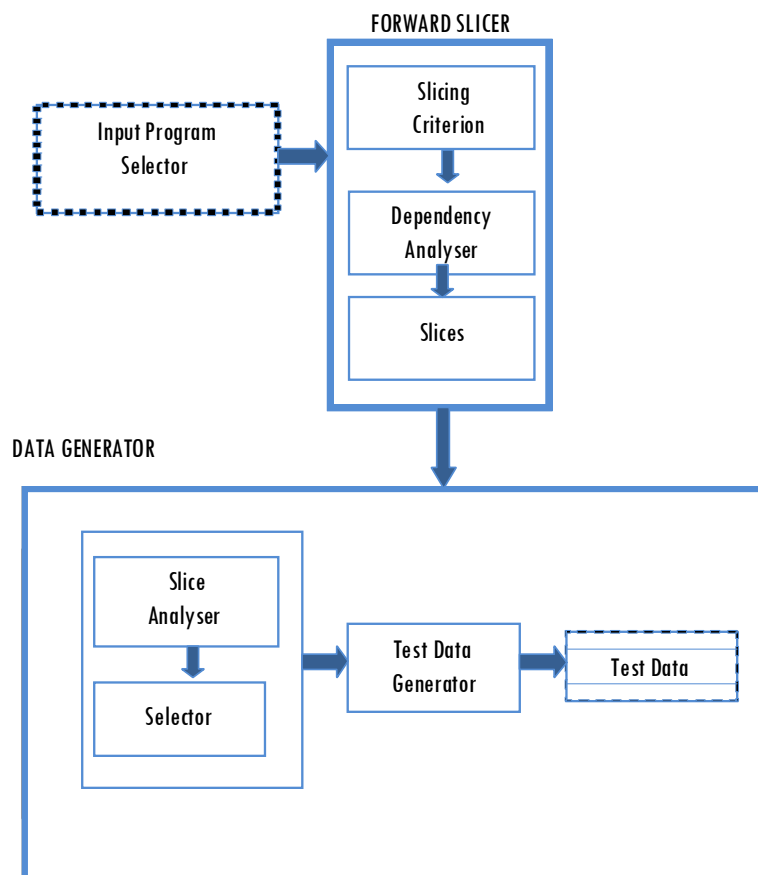 FORWARD SLICER
Input Program
Selector
Slicing
Criterion
Dependency
Analyser
Slices
DATA GENERATOR
Slice
Analyser
Selector
Test Data
Generator
Test Data